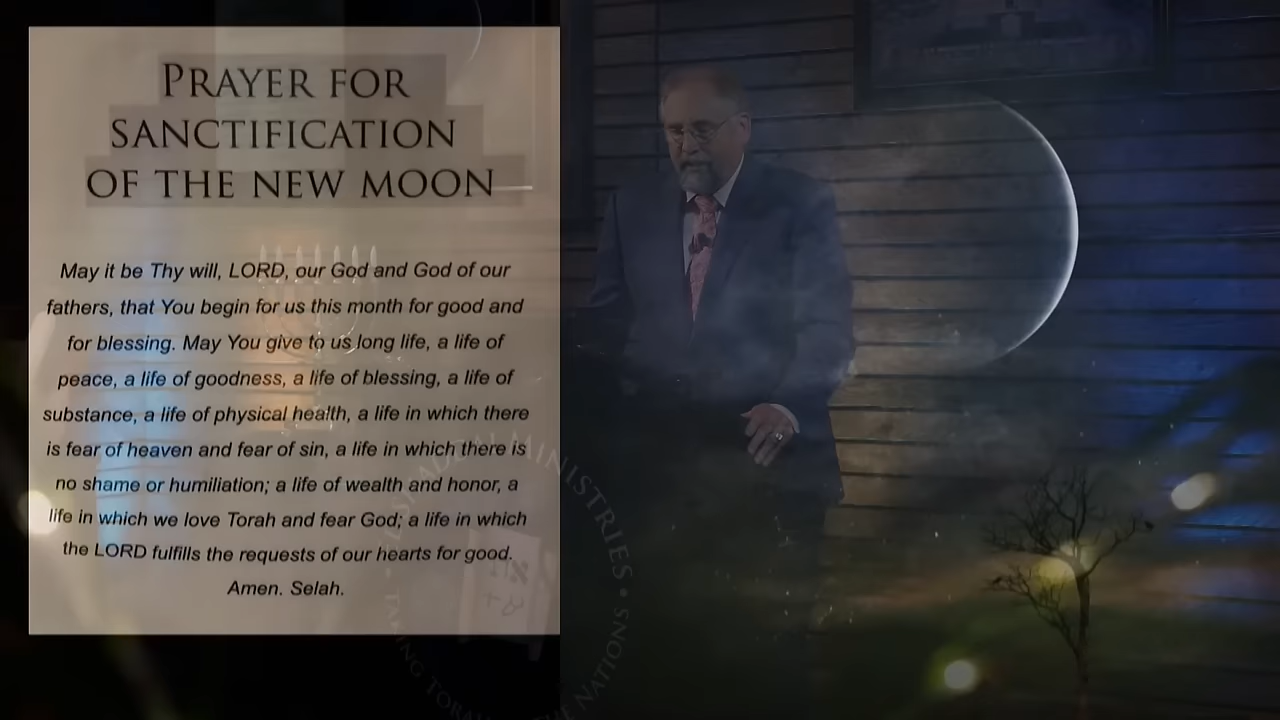 PRAYER FOR
SANCTIFICATION
OF THE NEW MOON
May it be Thy will, LORD, our God and God of our
fathers, that You begin for us this month for good and
for blessing. May You give to us long life, a life of
peace, a life of goodness, a life of blessing, a life of
substance, a life of physical health, a life in which there
is fear of heaven and fear of sin, a life in which there is
no shame or humiliation; a life of wealth and honor, a
life in which we love Torah and fear God; a life in which
the LORD fulfills the requests of our hearts for good.
Amen. Selah.
MINISTRIES •
TAKING TORAH THE NATIONS